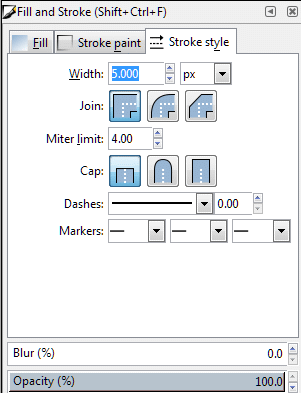 Fill and Stroke (Shift+Ctrl+F)
Fill Stroke paint Stroke style
Width: 5.000 px
Join:
Miter limit: 4.00
Cap:
Dashes: 0.00
Markers:
Blur (%) 0.0
Opacity (%) 100.0